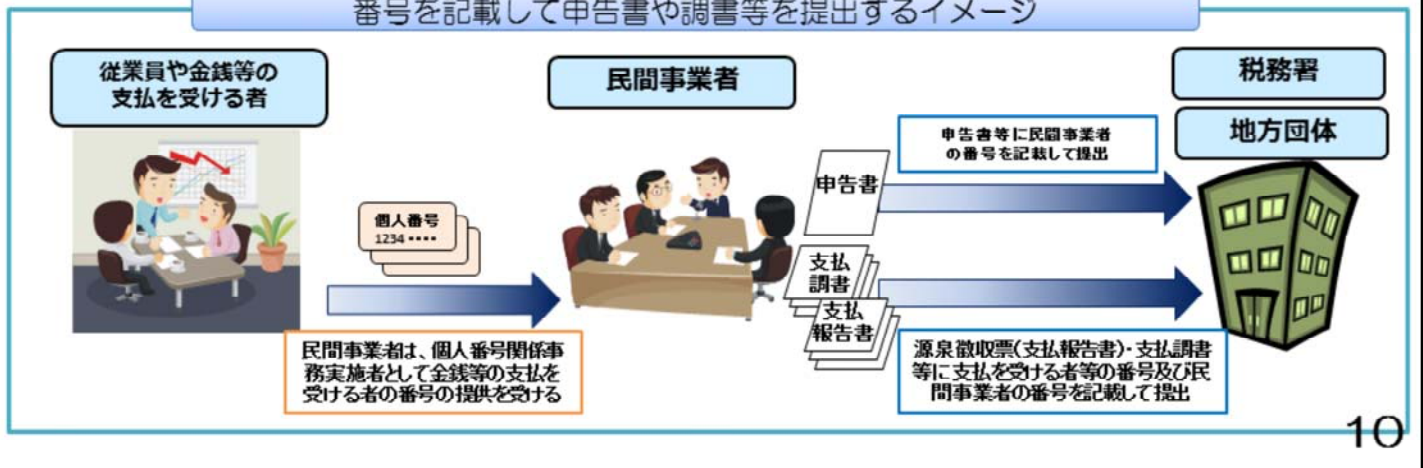 番号を記載して申告書や調書等を提出するイメージ
従業員や金銭等の
支払を受ける者
民間事業者
税務署
地方団体
個人番号
1234 ••••
申告書
支払
調書
支払
報告書
申告書等に民間事業者
の番号を記載して提出
民間事業者は、個人番号関係事
務実施者として金銭等の支払を
受ける者の番号の提供を受ける
源泉徴収票(支払報告書)・支払調書
等に支払を受ける者等の番号及び民
間事業者の番号を記載して提出
10